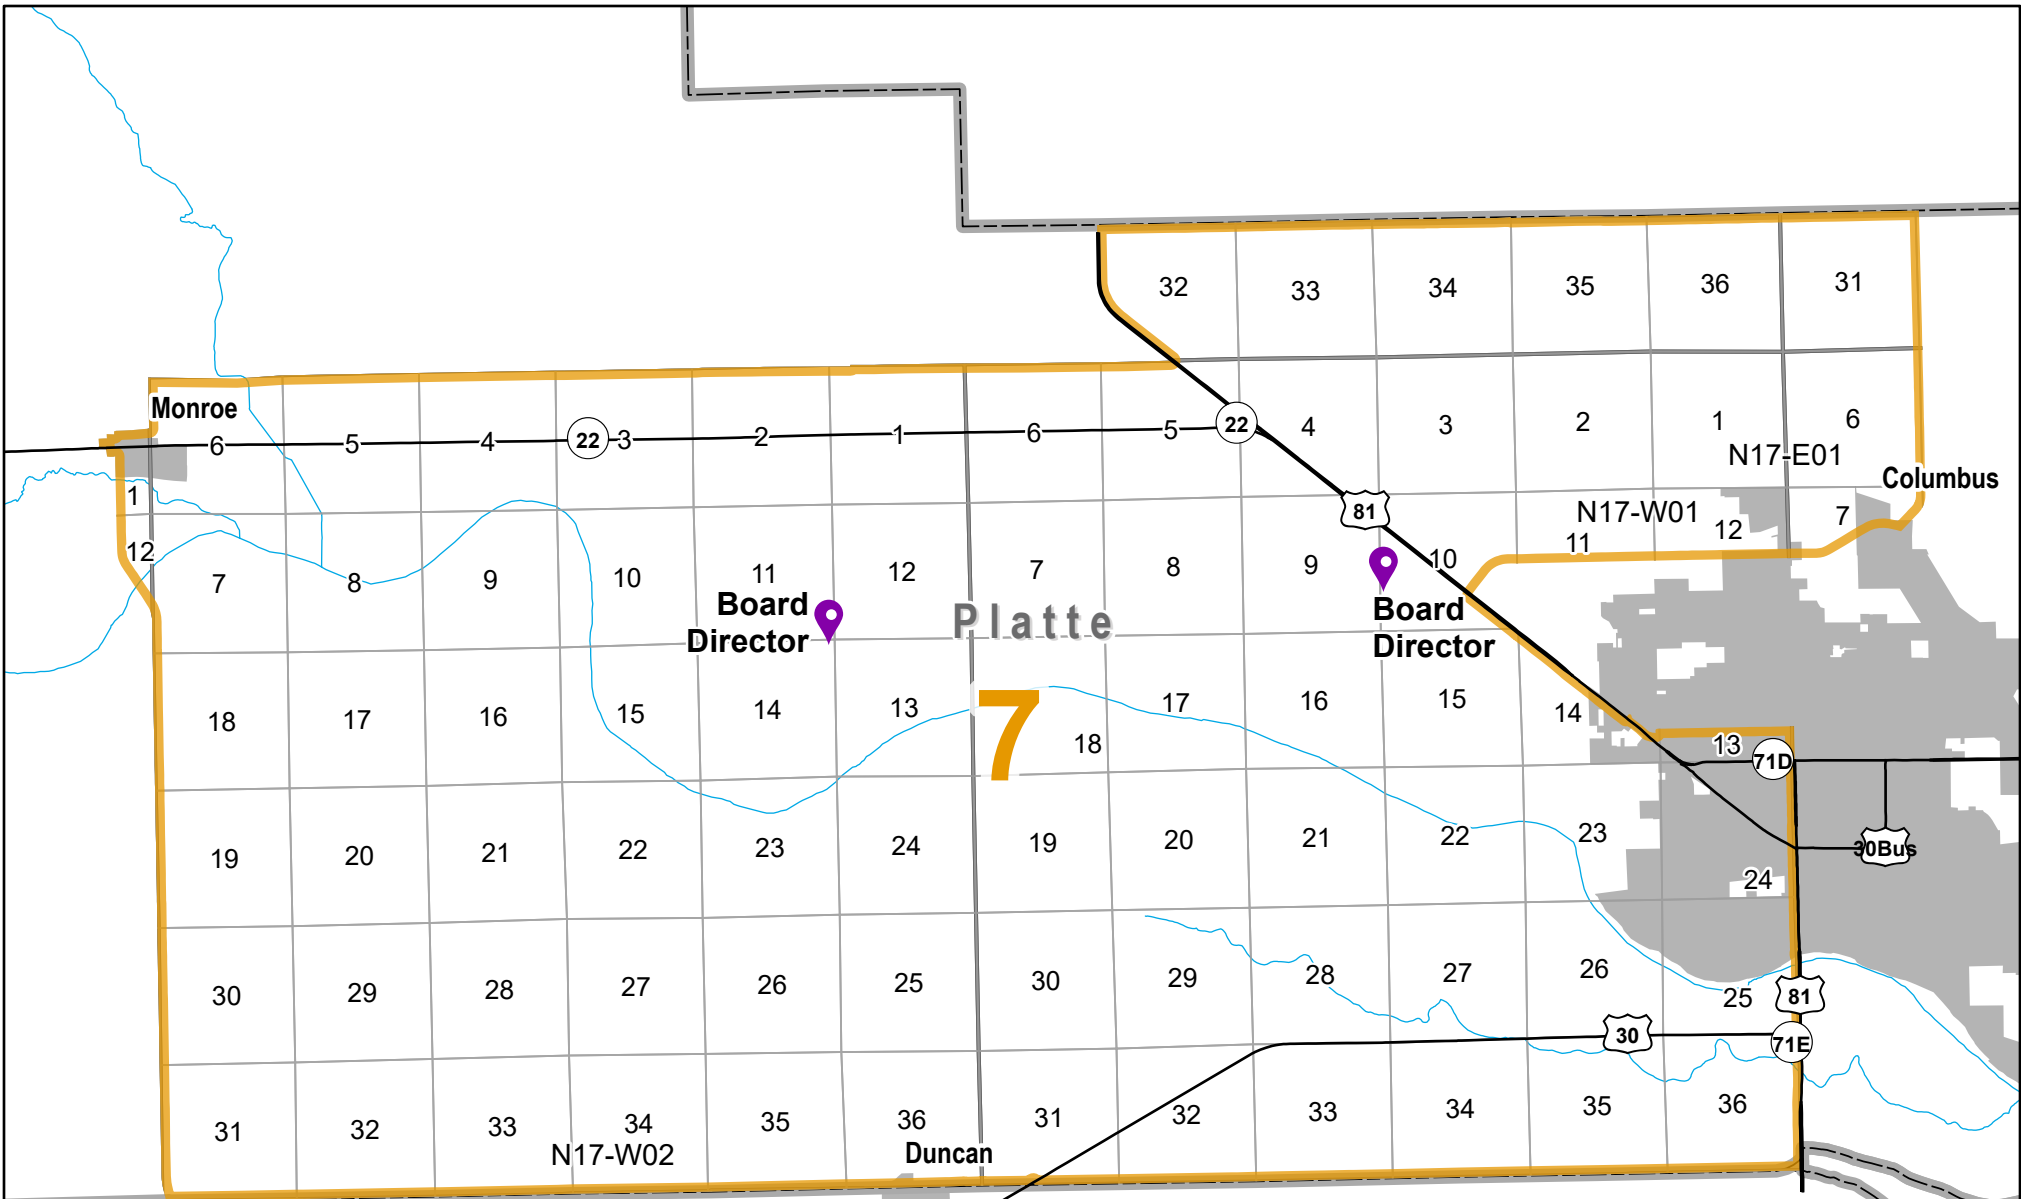 32 33 34 35 36 31
Monroe
6 5 4 22 3 2 1 6 5 22 4 3 2 1 6
N17-E01
Columbus
1
81
N17-W01
12 7
12
7 8 9 10 11 12 7 8 9 10 11
Board
Director
Platte
Board
Director
7
18 17 16 15 14 13 18 17 16 15 14 13
71D
19 20 21 22 23 24 19 20 21 22 23 24
30Bus
30 29 28 27 26 25 30 29 28 27 26 25
81
30
71E
31 32 33 34 35 36 31 32 33 34 35 36
N17-W02
Duncan